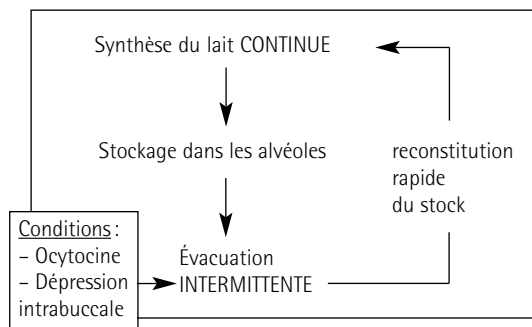 Synthèse du lait CONTINUE
Stockage dans les alvéoles
reconstitution
rapide
du stock
Conditions :
– Ocytocine
– Dépression
intrabuccale
Évacuation
INTERMITTENTE